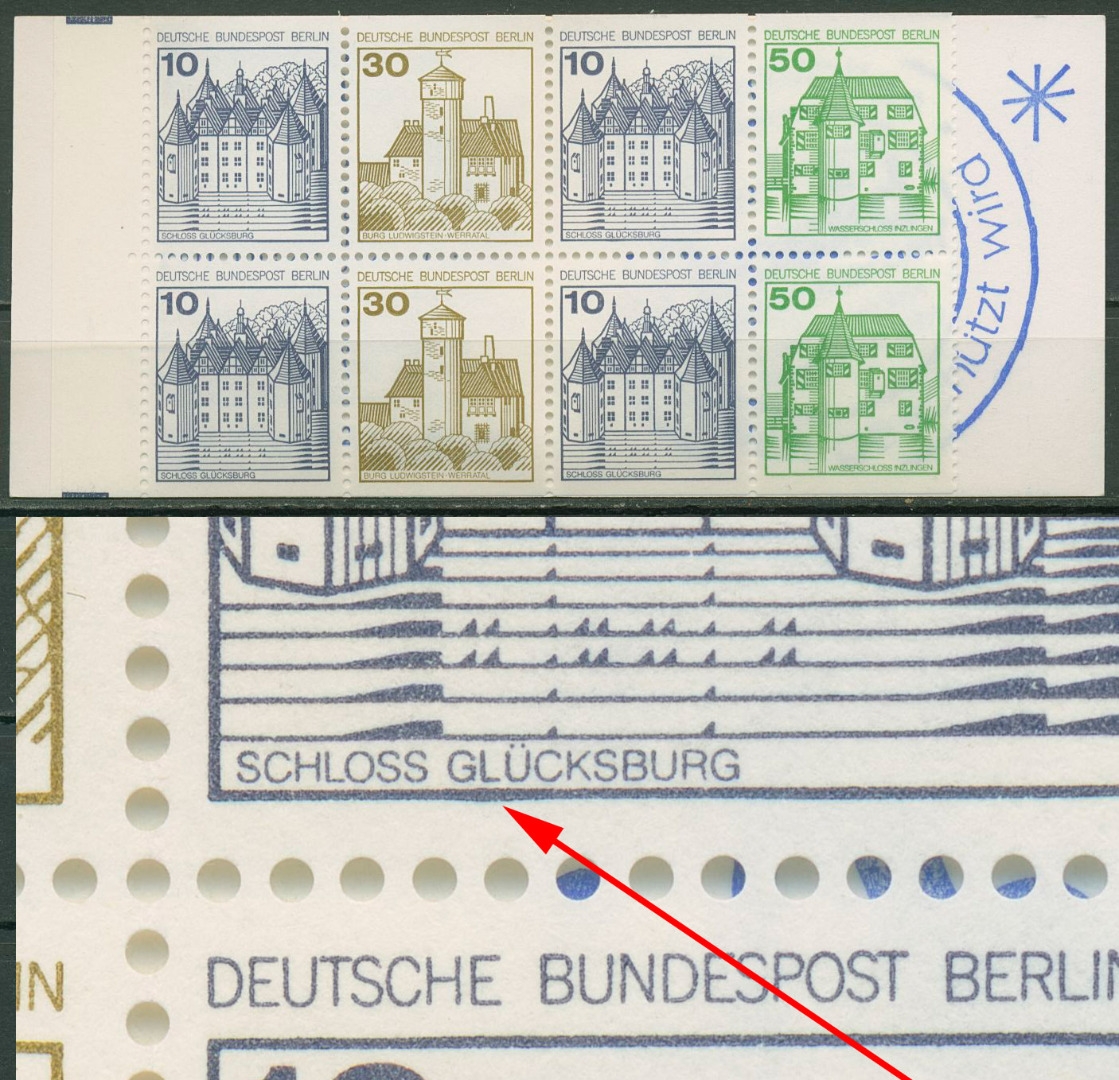 DEUTSCHE BUNDESPOST BERLIN DEUTSCHE BUNDESPOST BERLIN DEUTSCHE BUNDESPOST BERLIN DEUTSCHE BUNDESPOST BERLIN
10 30 10 50
SCHLOSS GLÜCKSBURG BURG LUDWIGSTEIN-WERRATAL SCHLOSS GLÜCKSBURG WASSERSCHLOSS INZLINGEN
DEUTSCHE BUNDESPOST BERLIN DEUTSCHE BUNDESPOST BERLIN DEUTSCHE BUNDESPOST BERLIN DEUTSCHE BUNDESPOST BERLIN
10 30 10 50
SCHLOSS GLÜCKSBURG BURG LUDWIGSTEIN-WERRATAL SCHLOSS GLÜCKSBURG WASSERSCHLOSS INZLINGEN
ützt wird
SCHLOSS GLÜCKSBURG
IN DEUTSCHE BUNDESPOST BERLIN